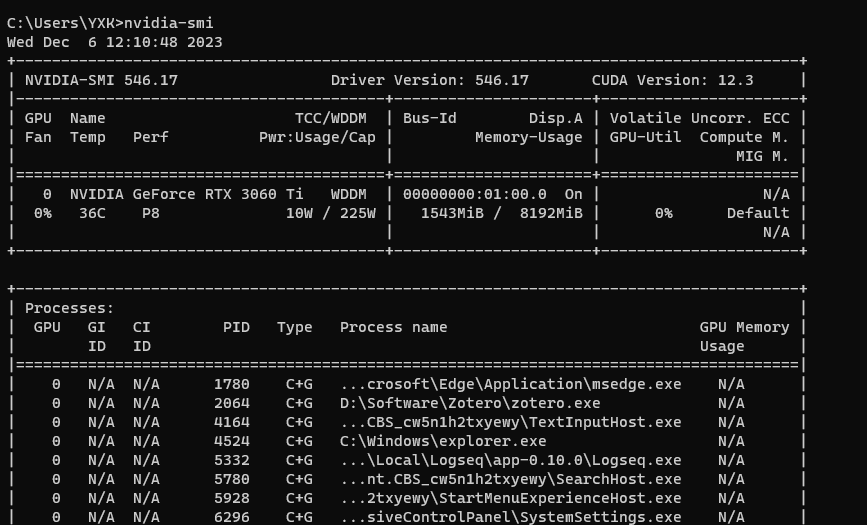 C:\Users\YXK>nvidia-smi
Wed Dec  6 12:10:48 2023
+---------------------------------------------------------------------------------------+
| NVIDIA-SMI 546.17                 Driver Version: 546.17       CUDA Version: 12.3     |
|-----------------------------------------+----------------------+----------------------+
| GPU  Name                     TCC/WDDM  | Bus-Id        Disp.A | Volatile Uncorr. ECC |
| Fan  Temp   Perf          Pwr:Usage/Cap |         Memory-Usage | GPU-Util  Compute M. |
|                                         |                      |               MIG M. |
|=========================================+======================+======================|
|   0  NVIDIA GeForce RTX 3060 Ti   WDDM  | 00000000:01:00.0  On |                  N/A |
|  0%   36C    P8              10W / 225W |   1543MiB /  8192MiB |      0%      Default |
|                                         |                      |                  N/A |
+-----------------------------------------+----------------------+----------------------+

+---------------------------------------------------------------------------------------+
| Processes:                                                                            |
|  GPU   GI   CI        PID   Type   Process name                            GPU Memory |
|        ID   ID                                                             Usage      |
|=======================================================================================|
|    0   N/A  N/A      1780    C+G   ...crosoft\Edge\Application\msedge.exe    N/A      |
|    0   N/A  N/A      2064    C+G   D:\Software\Zotero\zotero.exe             N/A      |
|    0   N/A  N/A      4164    C+G   ...CBS_cw5n1h2txyewy\TextInputHost.exe    N/A      |
|    0   N/A  N/A      4524    C+G   C:\Windows\explorer.exe                   N/A      |
|    0   N/A  N/A      5332    C+G   ...\Local\Logseq\app-0.10.0\Logseq.exe    N/A      |
|    0   N/A  N/A      5780    C+G   ...nt.CBS_cw5n1h2txyewy\SearchHost.exe    N/A      |
|    0   N/A  N/A      5928    C+G   ...2txyewy\StartMenuExperienceHost.exe    N/A      |
|    0   N/A  N/A      6296    C+G   ...siveControlPanel\SystemSettings.exe    N/A      |